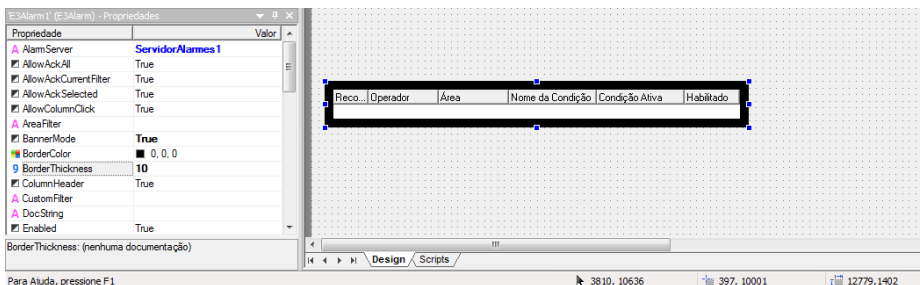 'E3Alarm1' (E3Alarm) - Propriedades
Propriedade Valor
AlarmServer ServidorAlarmes1
AllowAckAll True
AllowAckCurrentFilter True
AllowAckSelected True
AllowColumnClick True
AreaFilter
BannerMode True
BorderColor 0, 0, 0
BorderThickness 10
ColumnHeader True
CustomFilter
DocString
Enabled True
BorderThickness: (nenhuma documentação)
Para Ajuda, pressione F1
Reco... Operador Área Nome da Condição Condição Ativa Habilitado
Design Scripts
3810, 10636 397, 10001 12779,1402